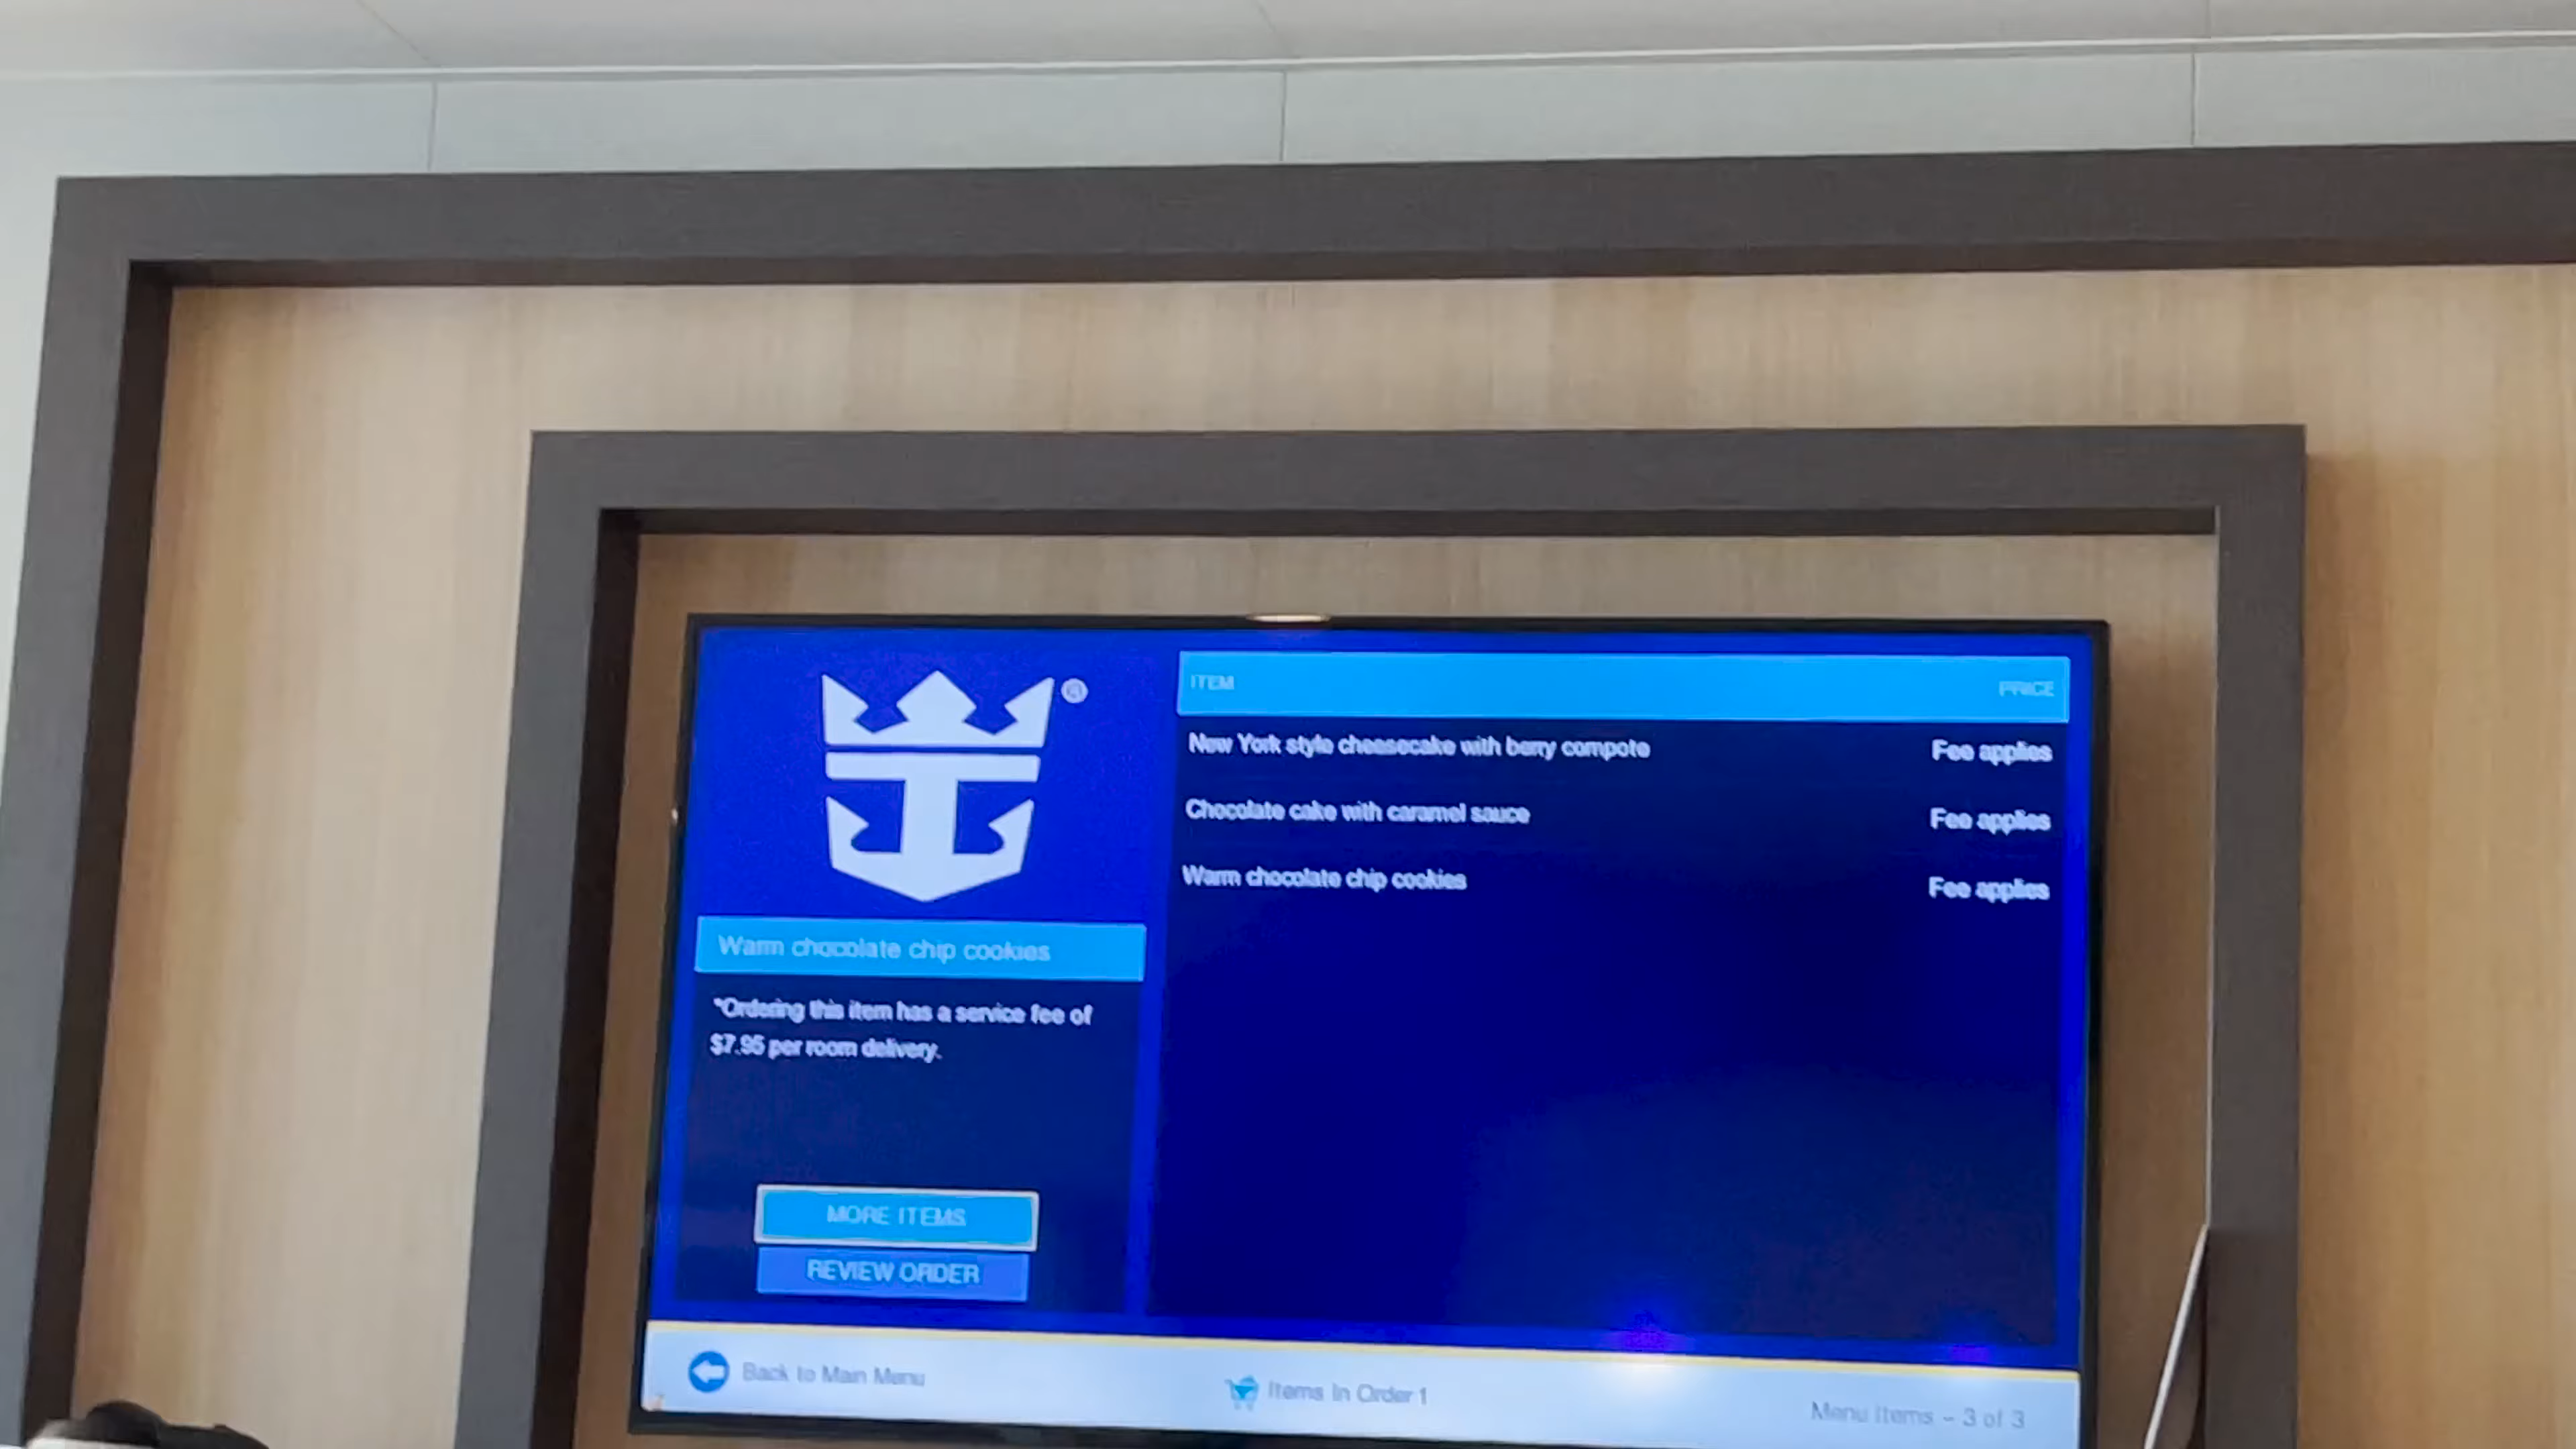 ®
ITEM PRICE
New York style cheesecake with berry compote Fee applies
Chocolate cake with caramel sauce Fee applies
Warm chocolate chip cookies Fee applies
Warm chocolate chip cookies
*Ordering this item has a service fee of
$7.95 per room delivery.
MORE ITEMS
REVIEW ORDER
Back to Main Menu
Items In Order 1
Menu Items - 3 of 3